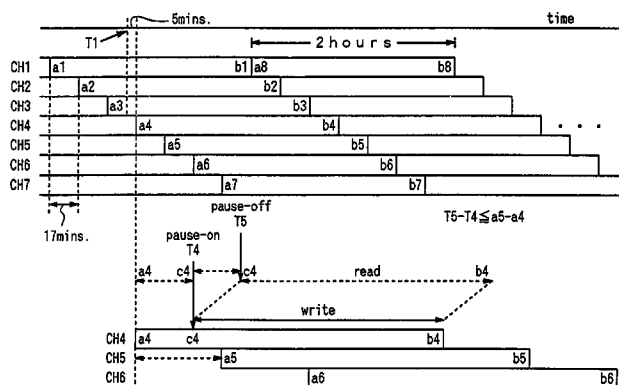 5mins.
time
T1
2hours
CH1 a1 b1 a8 b8
CH2 a2 b2
CH3 a3 b3
CH4 a4 b4 . . .
CH5 a5 b5
CH6 a6 b6
CH7 a7 b7
17mins.
pause-off
T5
T5-T4≦a5-a4
pause-on
T4
a4 c4 c4 read b4
write
CH4 a4 c4 b4
CH5 a5 b5
CH6 a6 b6